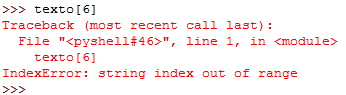 >>> texto[6]
Traceback (most recent call last):
  File "<pyshell#46>", line 1, in <module>
    texto[6]
IndexError: string index out of range
>>>